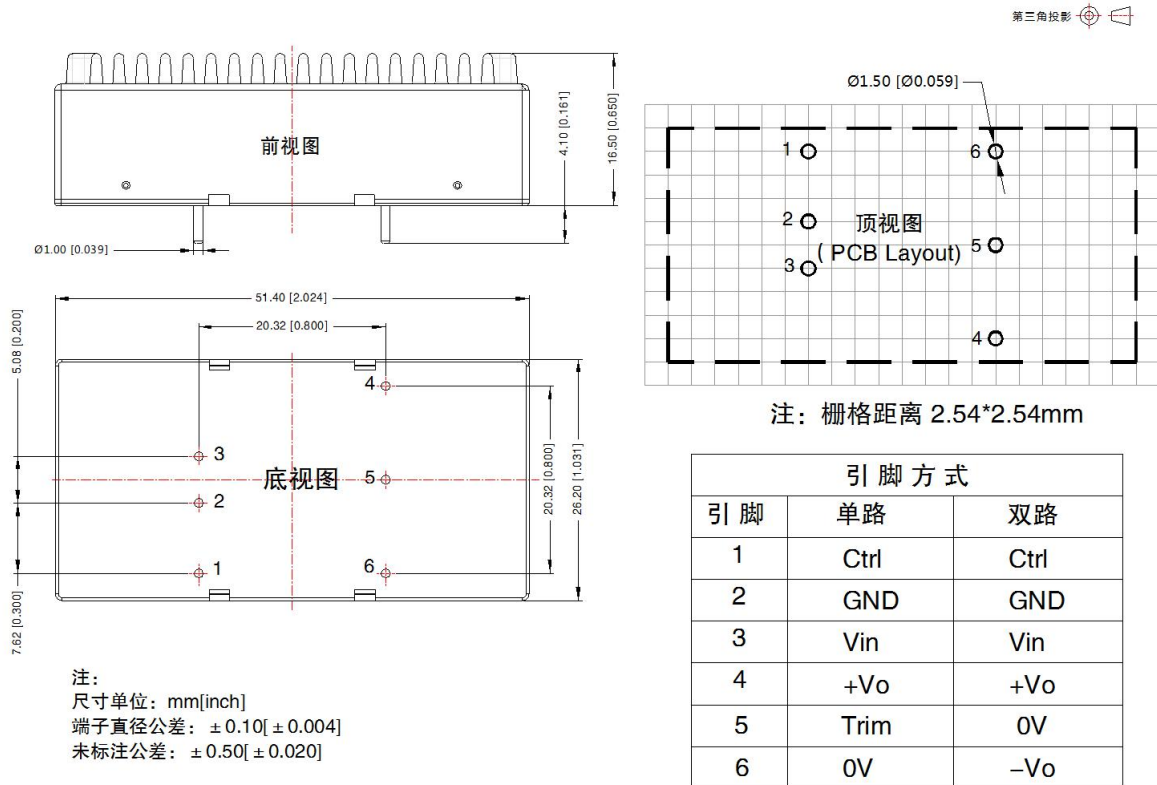 第三角投影
前视图
4.10 [0.161]
16.50 [0.650]
Ø1.00 [0.039]
51.40 [2.024]
20.32 [0.800]
5.08 [0.200]
7.62 [0.300]
4
3
底视图
5
2
1
6
20.32 [0.800]
26.20 [1.031]
注：
尺寸单位：mm[inch]
端子直径公差：±0.10[±0.004]
未标注公差：±0.50[±0.020]
Ø1.50 [Ø0.059]
1
6
2
顶视图
5
3
( PCB Layout)
4
注：栅格距离 2.54*2.54mm
引脚方式
引脚 单路 双路
1 Ctrl Ctrl
2 GND GND
3 Vin Vin
4 +Vo +Vo
5 Trim 0V
6 0V –Vo